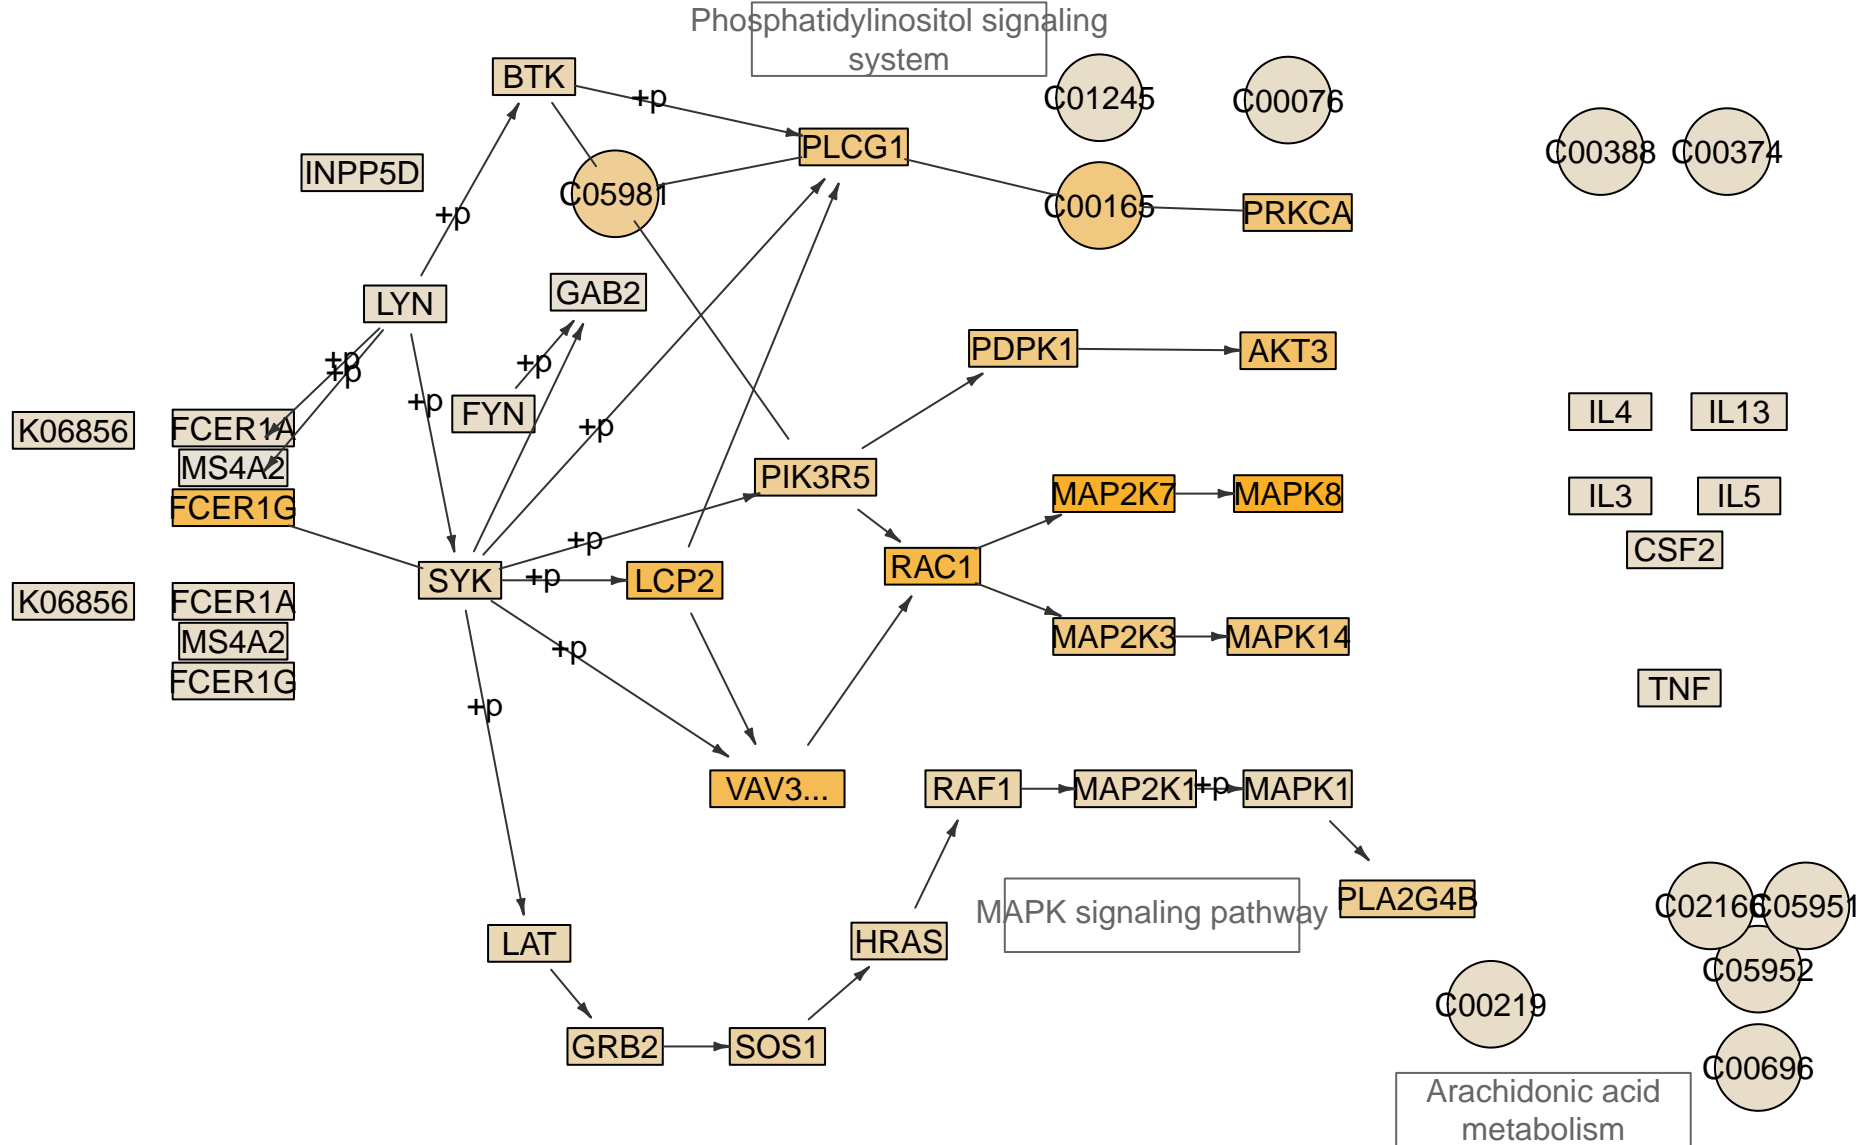 Phosphatidylinositol signaling
system
BTK
+p
C01245
C00076
PLCG1
C00388
C00374
INPP5D
C05981
C00165
PRKCA
+p
LYN
GAB2
PDPK1
AKT3
+p
+p
+p
+p
FYN
+p
K06856
FCER1A
IL4
IL13
MS4A2
PIK3R5
FCER1G
MAP2K7
MAPK8
IL3
IL5
+p
CSF2
SYK
+p
LCP2
RAC1
K06856
FCER1A
MS4A2
+p
MAP2K3
MAPK14
FCER1G
TNF
+p
VAV3...
RAF1
MAP2K1
+p
MAPK1
MAPK signaling pathway
PLA2G4B
C02166
C05951
LAT
HRAS
C05952
C00219
GRB2
SOS1
C00696
Arachidonic acid
metabolism